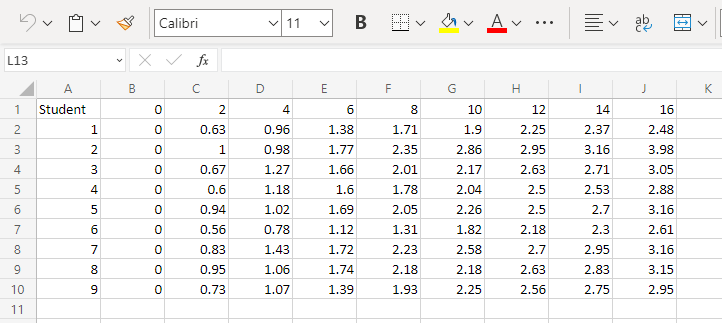 Calibri 11 B A ab
L13 fx
A B C D E F G H I J K
1 Student 0 2 4 6 8 10 12 14 16
2 1 0 0.63 0.96 1.38 1.71 1.9 2.25 2.37 2.48
3 2 0 1 0.98 1.77 2.35 2.86 2.95 3.16 3.98
4 3 0 0.67 1.27 1.66 2.01 2.17 2.63 2.71 3.05
5 4 0 0.6 1.18 1.6 1.78 2.04 2.5 2.53 2.88
6 5 0 0.94 1.02 1.69 2.05 2.26 2.5 2.7 3.16
7 6 0 0.56 0.78 1.12 1.31 1.82 2.18 2.3 2.61
8 7 0 0.83 1.43 1.72 2.23 2.58 2.7 2.95 3.16
9 8 0 0.95 1.06 1.74 2.18 2.18 2.63 2.83 3.15
10 9 0 0.73 1.07 1.39 1.93 2.25 2.56 2.75 2.95
11